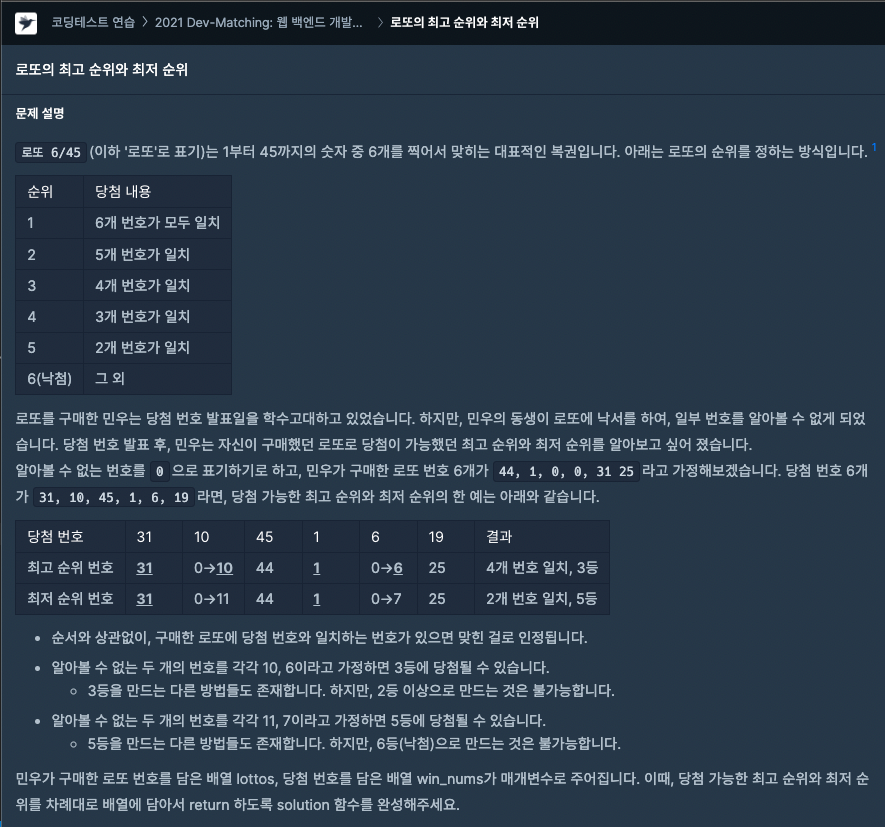 코딩테스트 연습 > 2021 Dev-Matching: 웹 백엔드 개발... > 로또의 최고 순위와 최저 순위
로또의 최고 순위와 최저 순위
문제 설명
로또 6/45 (이하 '로또'로 표기)는 1부터 45까지의 숫자 중 6개를 찍어서 맞히는 대표적인 복권입니다. 아래는 로또의 순위를 정하는 방식입니다. 1
순위 당첨 내용
1 6개 번호가 모두 일치
2 5개 번호가 일치
3 4개 번호가 일치
4 3개 번호가 일치
5 2개 번호가 일치
6(낙첨) 그 외
로또를 구매한 민우는 당첨 번호 발표일을 학수고대하고 있었습니다. 하지만, 민우의 동생이 로또에 낙서를 하여, 일부 번호를 알아볼 수 없게 되었
습니다. 당첨 번호 발표 후, 민우는 자신이 구매했던 로또로 당첨이 가능했던 최고 순위와 최저 순위를 알아보고 싶어 졌습니다.
알아볼 수 없는 번호를 0 으로 표기하기로 하고, 민우가 구매한 로또 번호 6개가 44, 1, 0, 0, 31 25 라고 가정해보겠습니다. 당첨 번호 6개
가 31, 10, 45, 1, 6, 19 라면, 당첨 가능한 최고 순위와 최저 순위의 한 예는 아래와 같습니다.
당첨 번호 31 10 45 1 6 19 결과
최고 순위 번호 31 0→10 44 1 0→6 25 4개 번호 일치, 3등
최저 순위 번호 31 0→11 44 1 0→7 25 2개 번호 일치, 5등
• 순서와 상관없이, 구매한 로또에 당첨 번호와 일치하는 번호가 있으면 맞힌 걸로 인정됩니다.
• 알아볼 수 없는 두 개의 번호를 각각 10, 6이라고 가정하면 3등에 당첨될 수 있습니다.
◦ 3등을 만드는 다른 방법들도 존재합니다. 하지만, 2등 이상으로 만드는 것은 불가능합니다.
• 알아볼 수 없는 두 개의 번호를 각각 11, 7이라고 가정하면 5등에 당첨될 수 있습니다.
◦ 5등을 만드는 다른 방법들도 존재합니다. 하지만, 6등(낙첨)으로 만드는 것은 불가능합니다.
민우가 구매한 로또 번호를 담은 배열 lottos, 당첨 번호를 담은 배열 win_nums가 매개변수로 주어집니다. 이때, 당첨 가능한 최고 순위와 최저 순
위를 차례대로 배열에 담아서 return 하도록 solution 함수를 완성해주세요.